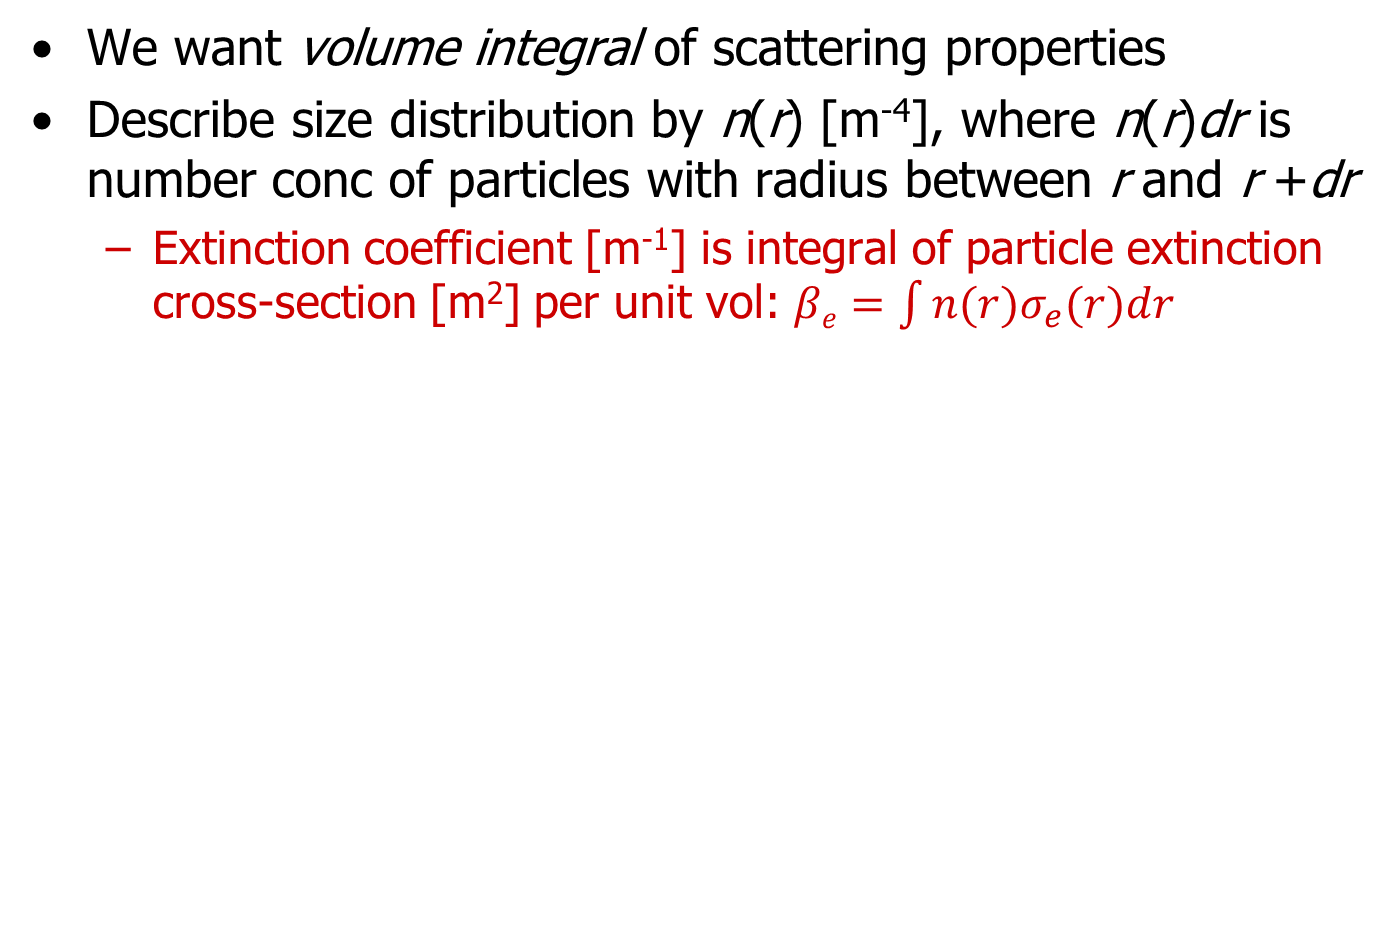 • We want volume integral of scattering properties
• Describe size distribution by n(r) [m⁻⁴], where n(r)dr is
number conc of particles with radius between r and r +dr
– Extinction coefficient [m⁻¹] is integral of particle extinction
cross-section [m²] per unit vol: βₑ = ∫ n(r)σₑ(r)dr